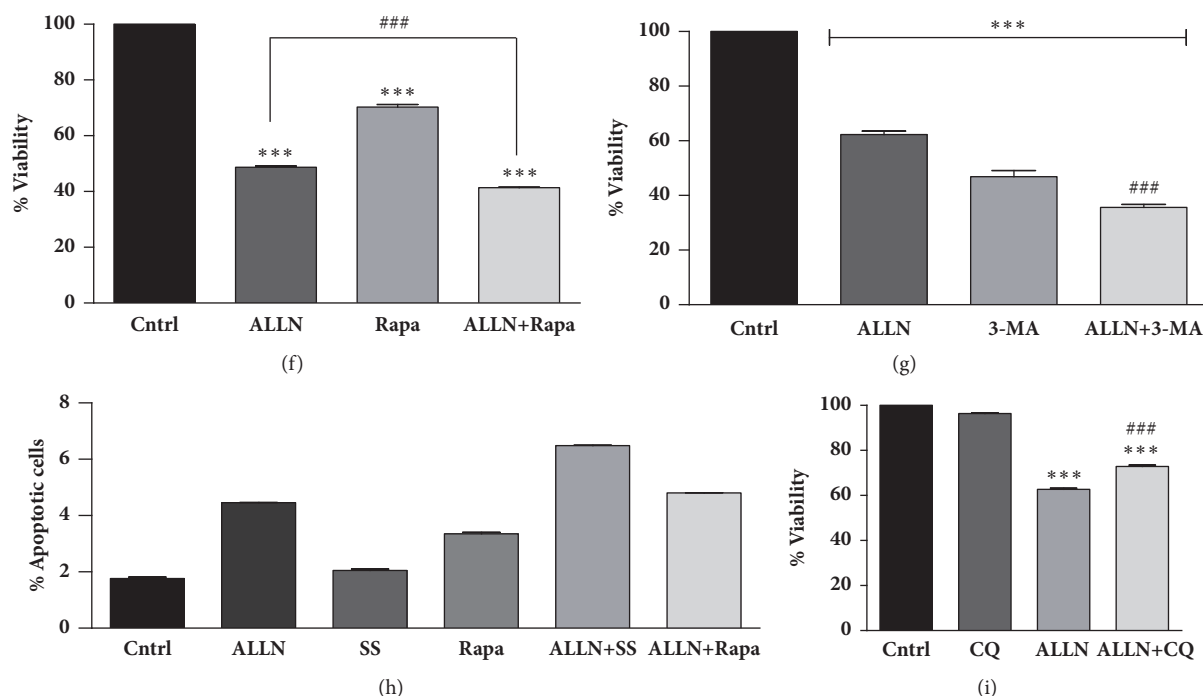 100
80
60
40
20
0
% Viability
###
***
***
***
Cntrl ALLN Rapa ALLN+Rapa
(f)
100
80
60
40
20
0
% Viability
***
###
Cntrl ALLN 3-MA ALLN+3-MA
(g)
8
6
4
2
0
% Apoptotic cells
Cntrl ALLN SS Rapa ALLN+SS ALLN+Rapa
(h)
100
80
60
40
20
0
% Viability
###
***
***
Cntrl CQ ALLN ALLN+CQ
(i)